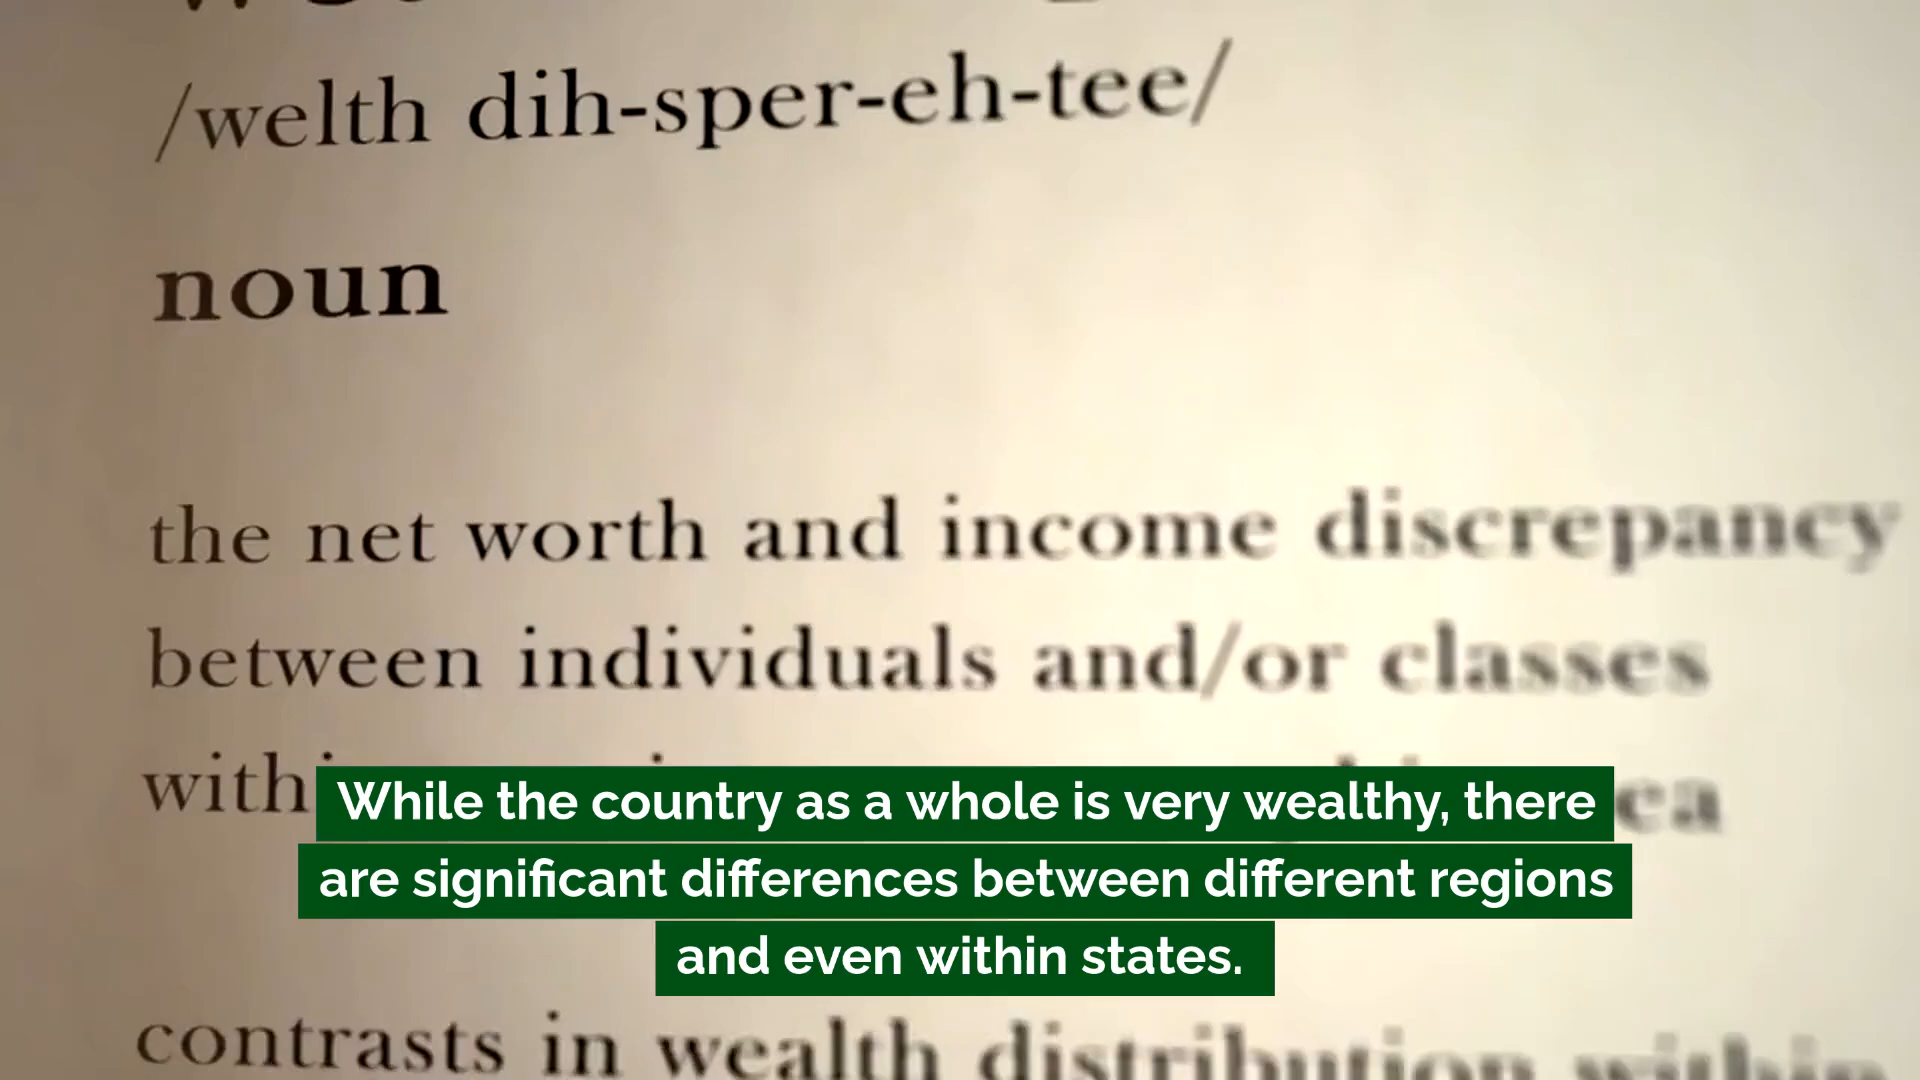 /welth dih-sper-eh-tee/
noun
the net worth and income discrepancy
between individuals and/or classes
While the country as a whole is very wealthy, there
are significant differences between different regions
and even within states.
contrasts in wealth distribution within